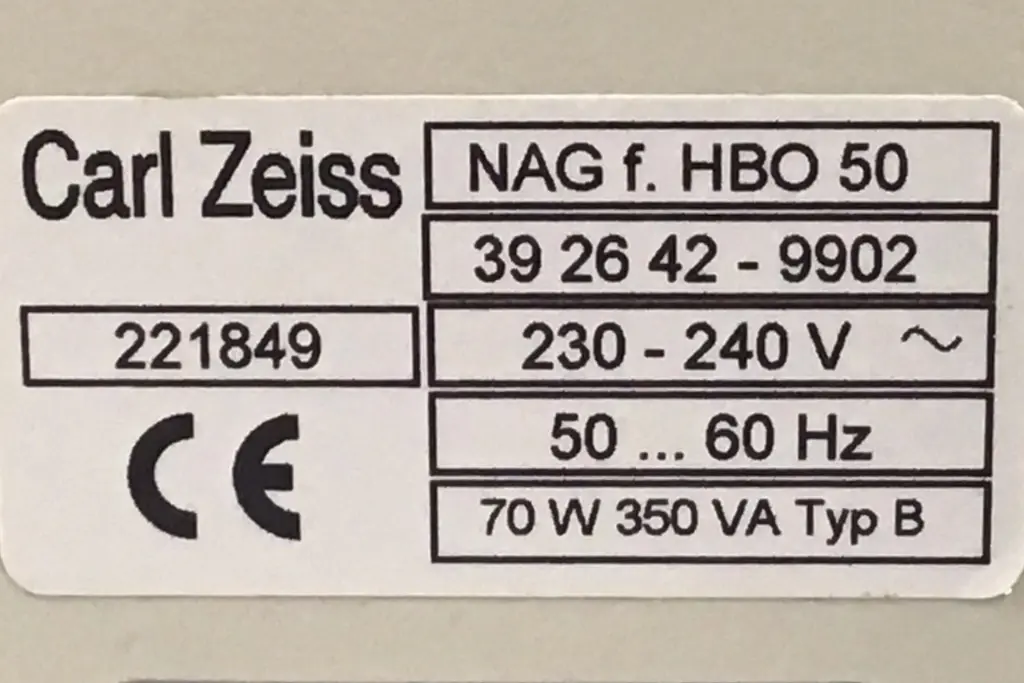 Carl Zeiss
NAG f. HBO 50
39 26 42 - 9902
221849
230 - 240 V ~
50 ... 60 Hz
CE
70 W 350 VA Typ B